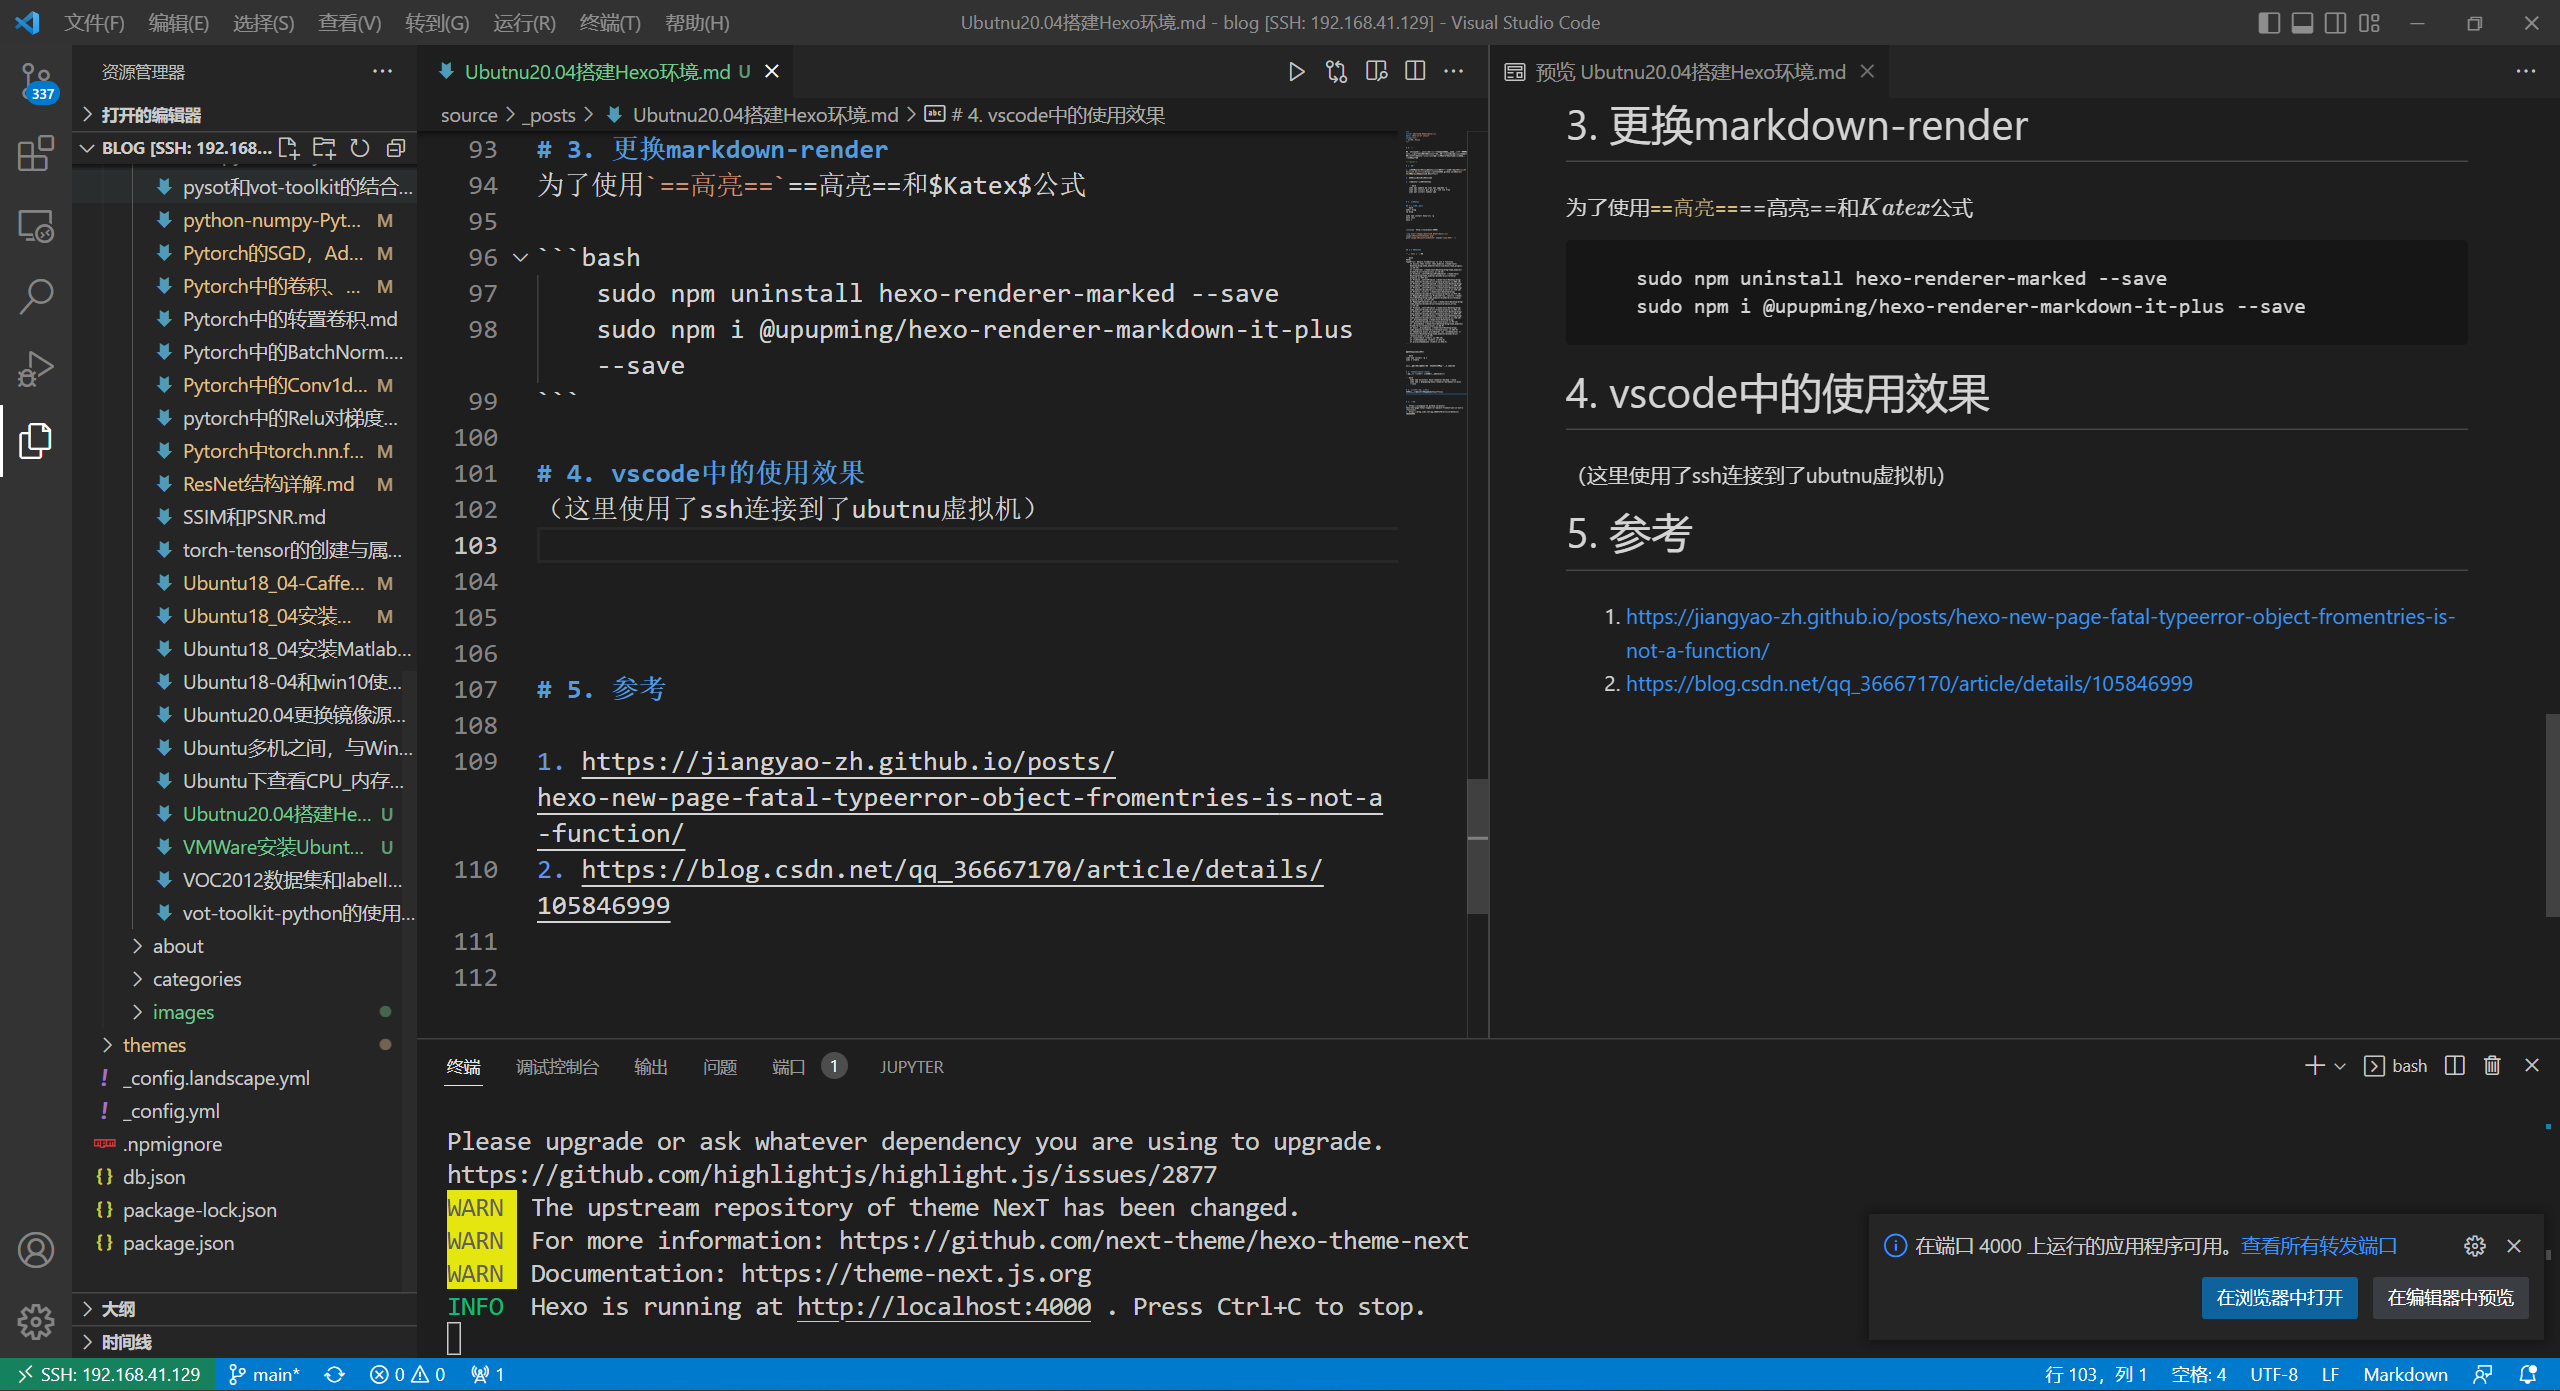 文件(F) 编辑(E) 选择(S) 查看(V) 转到(G) 运行(R) 终端(T) 帮助(H)
Ubutnu20.04搭建Hexo环境.md - blog [SSH: 192.168.41.129] - Visual Studio Code
337
资源管理器
打开的编辑器
BLOG [SSH: 192.168...
pysot和vot-toolkit的结合...
python-numpy-Pyt... M
Pytorch的SGD，Ad... M
Pytorch中的卷积、... M
Pytorch中的转置卷积.md
Pytorch中的BatchNorm....
Pytorch中的Conv1d... M
pytorch中的Relu对梯度...
Pytorch中torch.nn.f... M
ResNet结构详解.md M
SSIM和PSNR.md
torch-tensor的创建与属...
Ubuntu18_04-Caffe... M
Ubuntu18_04安装... M
Ubuntu18_04安装Matlab...
Ubuntu18-04和win10使...
Ubuntu20.04更换镜像源...
Ubuntu多机之间，与Win...
Ubuntu下查看CPU_内存...
Ubutnu20.04搭建He... U
VMWare安装Ubunt... U
VOC2012数据集和labelI...
vot-toolkit-python的使用...
about
categories
images
themes
_config.landscape.yml
_config.yml
.npmignore
db.json
package-lock.json
package.json
大纲
时间线
Ubutnu20.04搭建Hexo环境.md U
source > _posts > Ubutnu20.04搭建Hexo环境.md > # 4. vscode中的使用效果
93 # 3. 更换markdown-render
94 为了使用`==高亮==`==高亮==和$Katex$公式
95
96 ```bash
97 sudo npm uninstall hexo-renderer-marked --save
98 sudo npm i @upupming/hexo-renderer-markdown-it-plus
--save
99 ```
100
101 # 4. vscode中的使用效果
102 （这里使用了ssh连接到了ubutnu虚拟机）
103
104
105
106
107 # 5. 参考
108
109 1. https://jiangyao-zh.github.io/posts/
hexo-new-page-fatal-typeerror-object-fromentries-is-not-a
-function/
110 2. https://blog.csdn.net/qq_36667170/article/details/
105846999
111
112
预览 Ubutnu20.04搭建Hexo环境.md
3. 更换markdown-render
为了使用==高亮====高亮==和Katex公式
sudo npm uninstall hexo-renderer-marked --save
sudo npm i @upupming/hexo-renderer-markdown-it-plus --save
4. vscode中的使用效果
（这里使用了ssh连接到了ubutnu虚拟机）
5. 参考
1. https://jiangyao-zh.github.io/posts/hexo-new-page-fatal-typeerror-object-fromentries-is-
not-a-function/
2. https://blog.csdn.net/qq_36667170/article/details/105846999
终端 调试控制台 输出 问题 端口 1 JUPYTER
bash
Please upgrade or ask whatever dependency you are using to upgrade.
https://github.com/highlightjs/highlight.js/issues/2877
WARN The upstream repository of theme NexT has been changed.
WARN For more information: https://github.com/next-theme/hexo-theme-next
WARN Documentation: https://theme-next.js.org
INFO Hexo is running at http://localhost:4000 . Press Ctrl+C to stop.
在端口 4000 上运行的应用程序可用。查看所有转发端口
在浏览器中打开 在编辑器中预览
SSH: 192.168.41.129 main* 0 0 1
行 103，列 1 空格: 4 UTF-8 LF Markdown